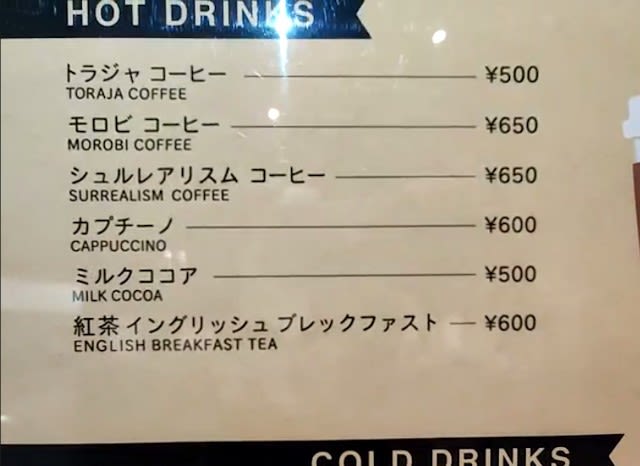 HOT DRINKS
トラジャ コーヒー ¥500
TORAJA COFFEE
モロビ コーヒー ¥650
MOROBI COFFEE
シュルレアリスム コーヒー ¥650
SURREALISM COFFEE
カプチーノ ¥600
CAPPUCCINO
ミルクココア ¥500
MILK COCOA
紅茶 イングリッシュ ブレックファスト ¥600
ENGLISH BREAKFAST TEA
COLD DRINKS